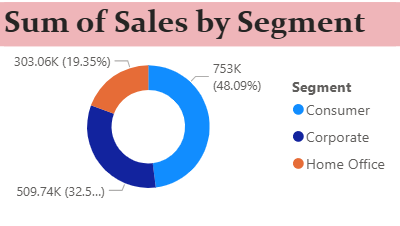 Sum of Sales by Segment
303.06K (19.35%)
753K
(48.09%)
Segment
Consumer
Corporate
Home Office
509.74K (32.5...)